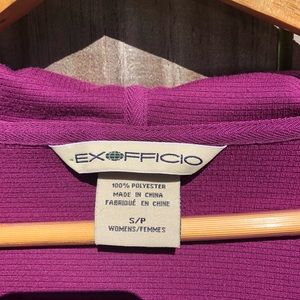 EXOFFICIO
100% POLYESTER
MADE IN CHINA
FABRIQUÉ EN CHINE
S/P
WOMENS/FEMMES